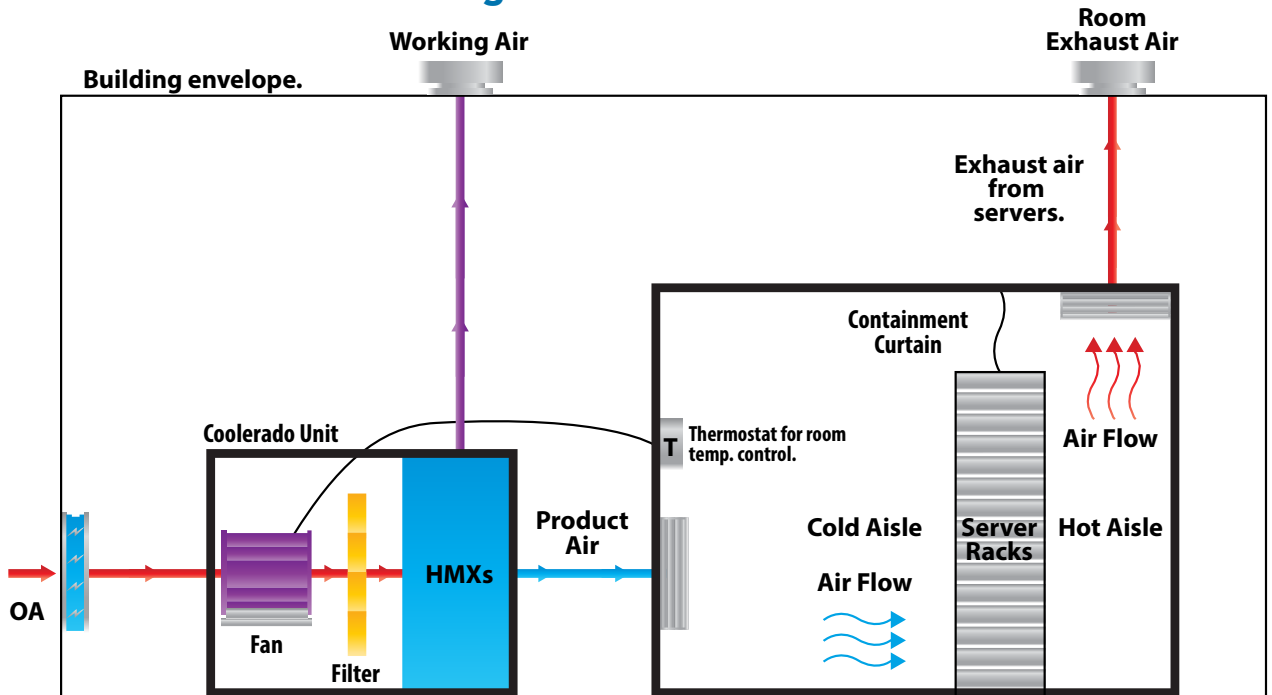 Working Air
Room
Exhaust Air
Building envelope.
Exhaust air
from
servers.
Containment
Curtain
Coolerado Unit
T
Thermostat for room
temp. control.
Air Flow
Product
Air
Cold Aisle
Server
Racks
Hot Aisle
HMXs
Air Flow
OA
Fan
Filter